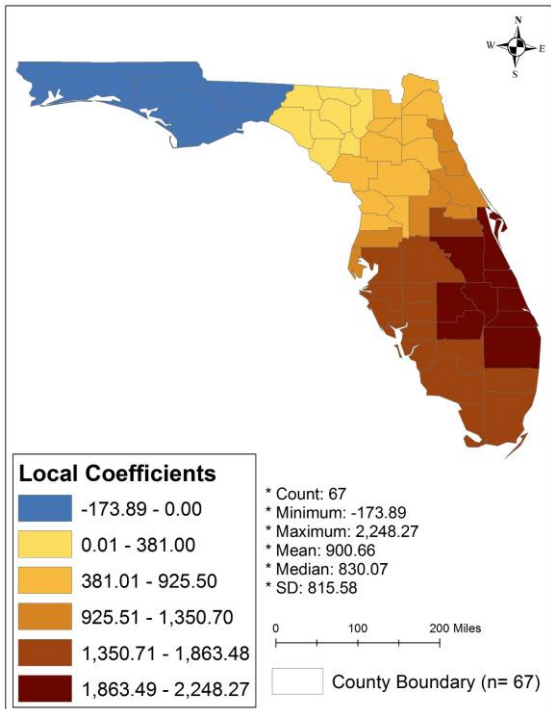 N
W E
S
Local Coefficients
-173.89 - 0.00
0.01 - 381.00
381.01 - 925.50
925.51 - 1,350.70
1,350.71 - 1,863.48
1,863.49 - 2,248.27
* Count: 67
* Minimum: -173.89
* Maximum: 2,248.27
* Mean: 900.66
* Median: 830.07
* SD: 815.58
0 100 200 Miles
County Boundary (n= 67)